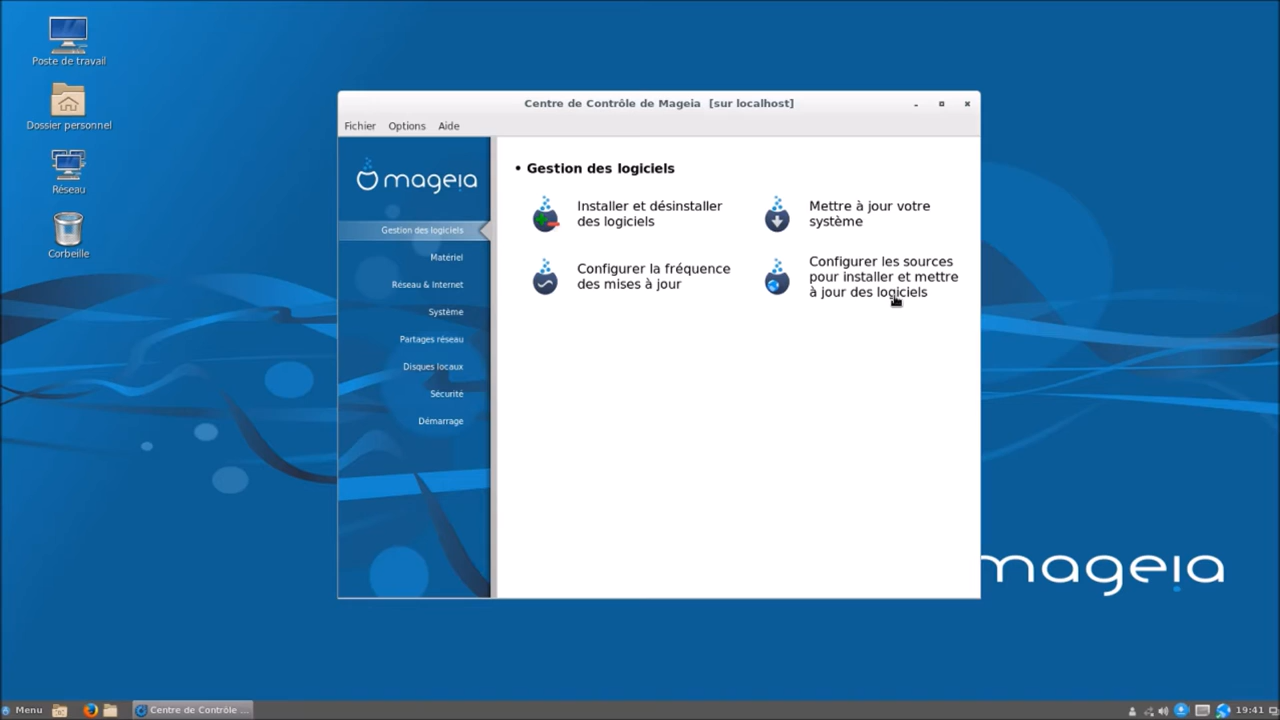 Poste de travail
Dossier personnel
Réseau
Corbeille
Centre de Contrôle de Mageia [sur localhost]
Fichier Options Aide
mageia
Gestion des logiciels
Matériel
Réseau & Internet
Système
Partages réseau
Disques locaux
Sécurité
Démarrage
• Gestion des logiciels
Installer et désinstaller
des logiciels
Mettre à jour votre
système
Configurer la fréquence
des mises à jour
Configurer les sources
pour installer et mettre
à jour des logiciels
mageia
Menu
Centre de Contrôle ...
19:41